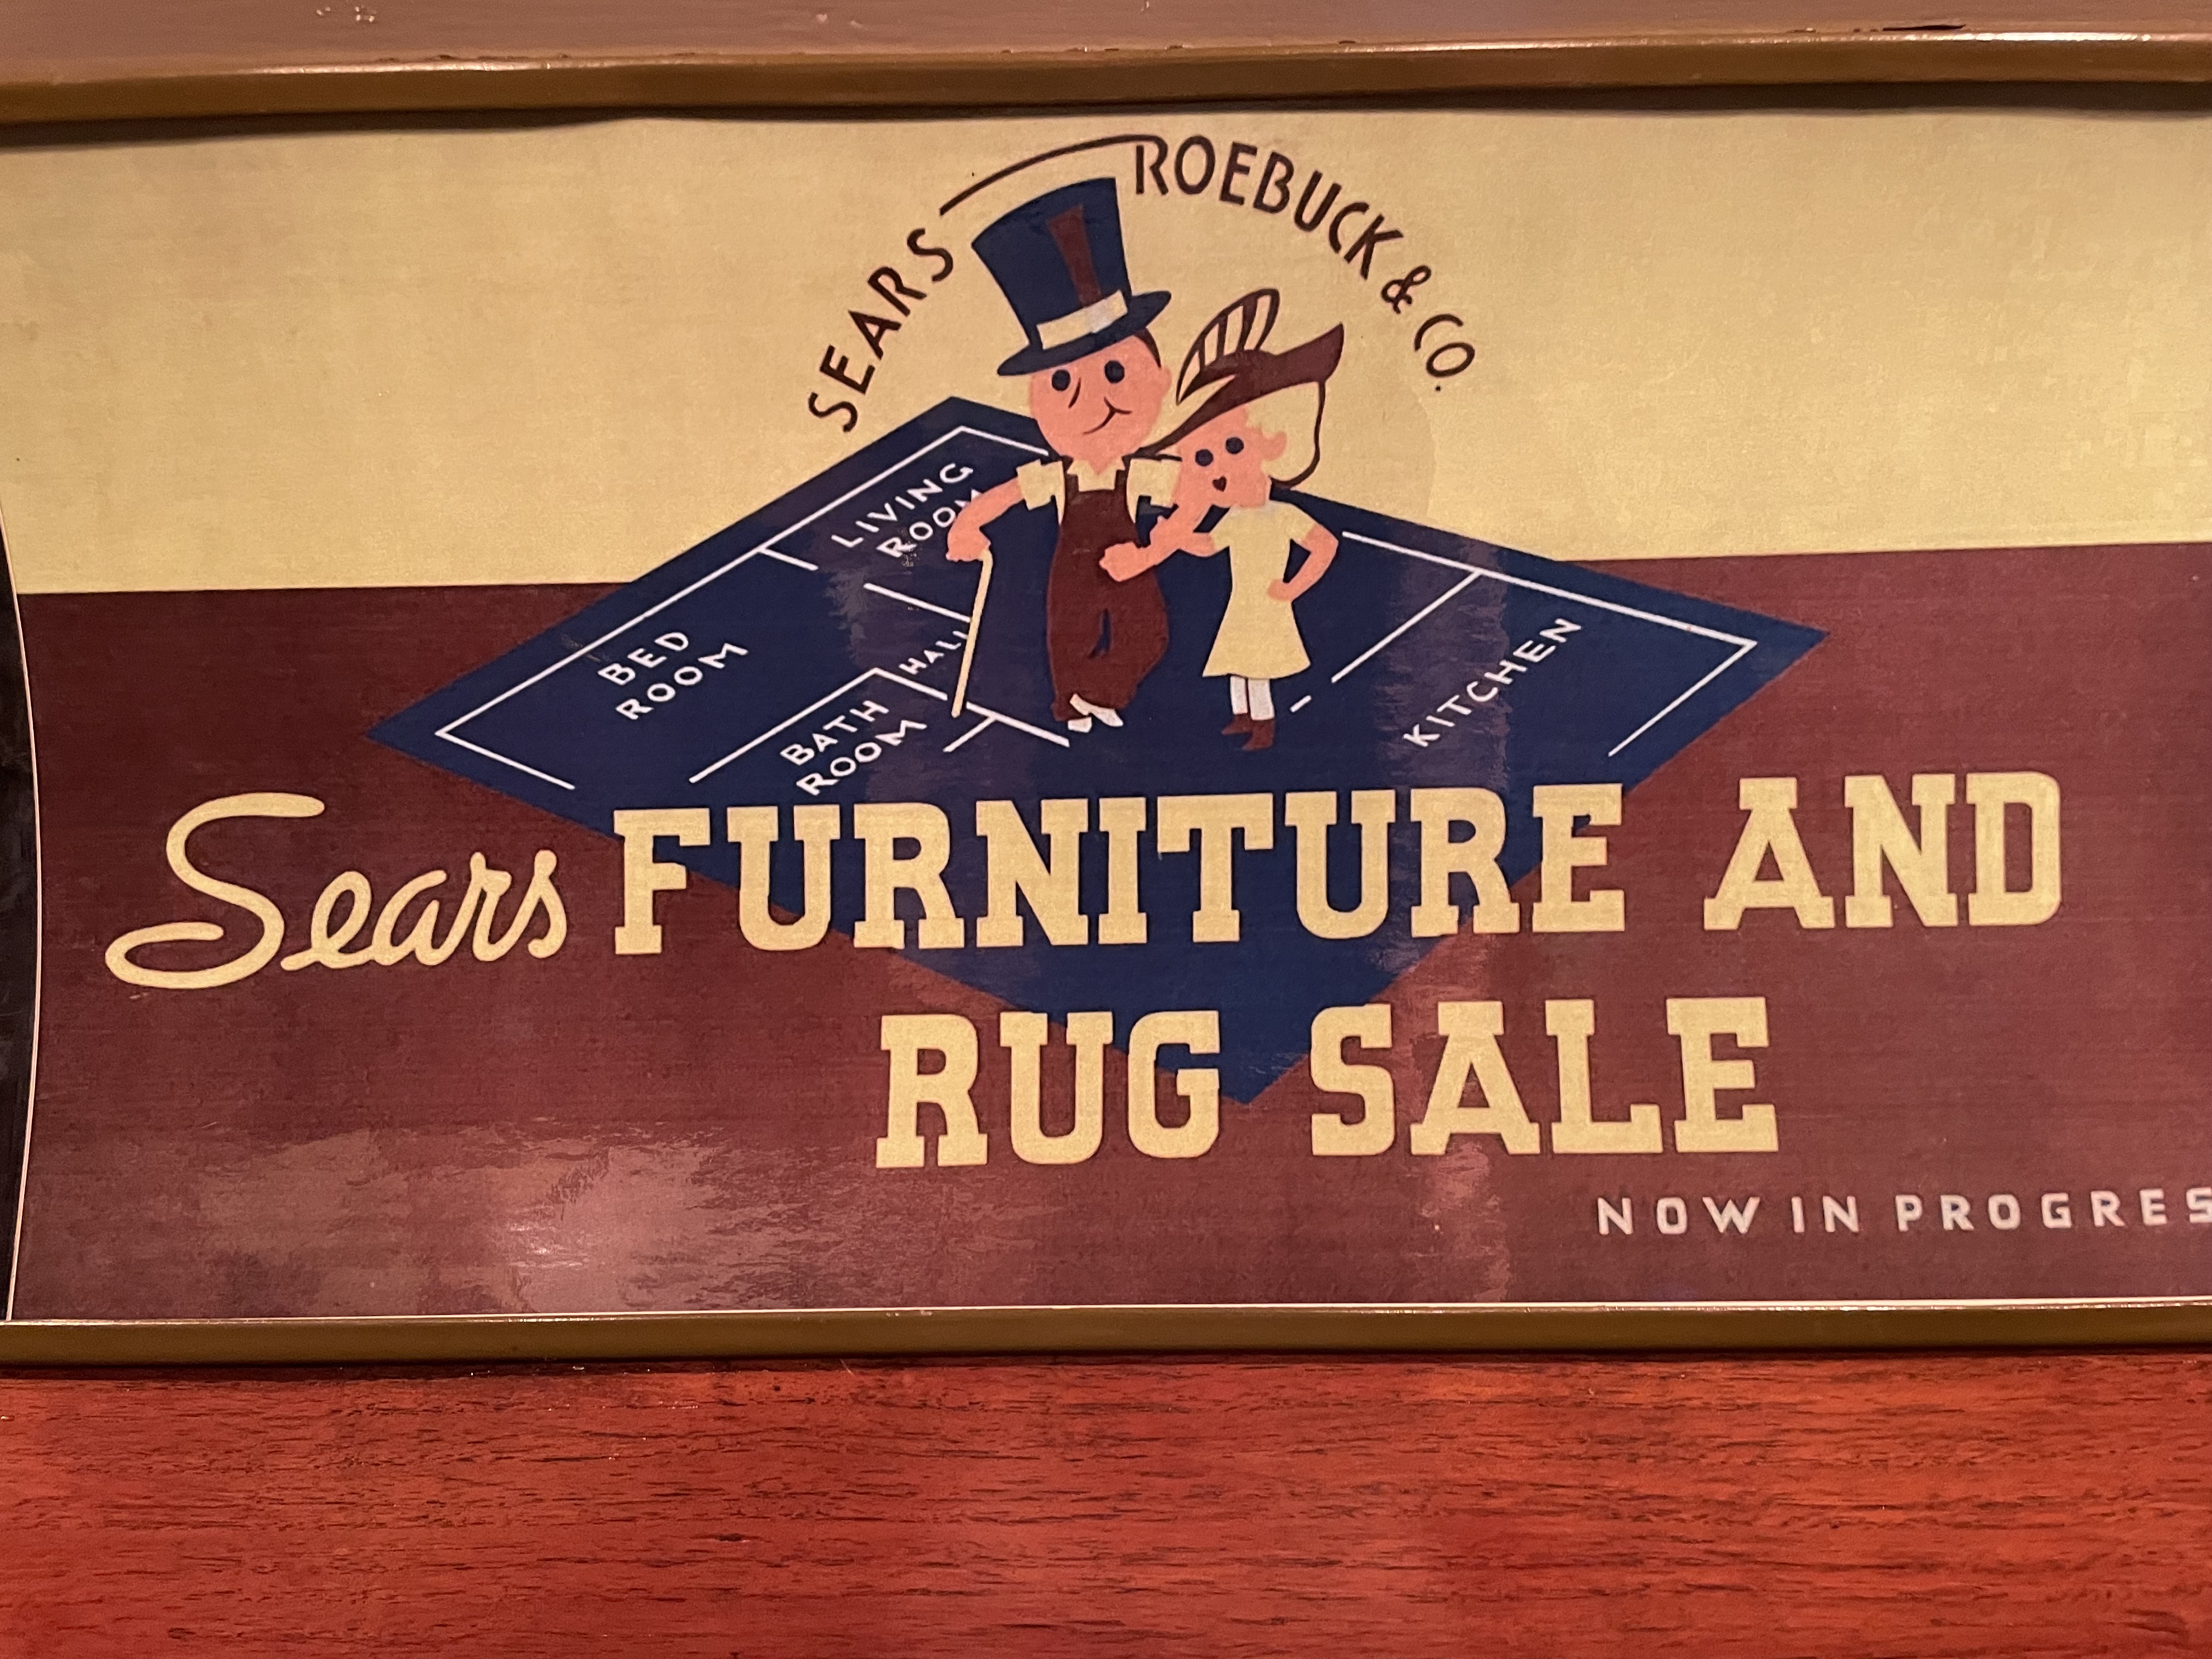 SEARS ROEBUCK & CO.
LIVING
ROOM
BED
ROOM
HALL
BATH
ROOM
KITCHEN
Sears FURNITURE AND
RUG SALE
NOW IN PROGRES